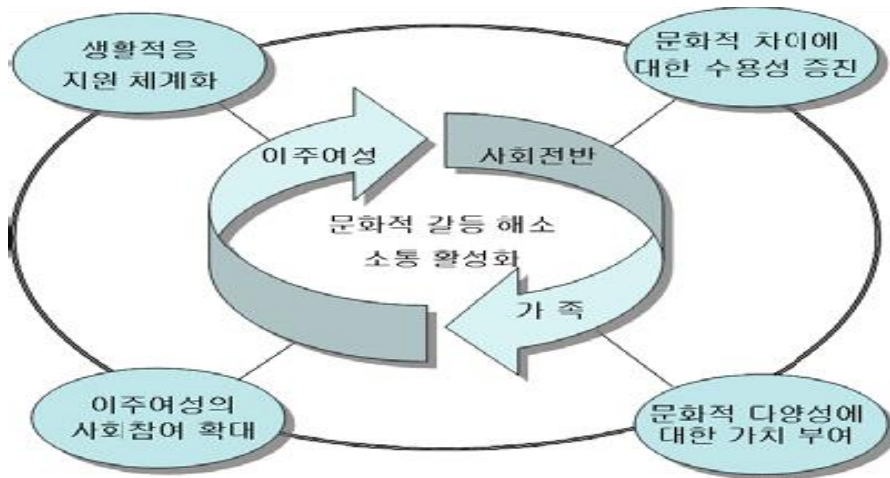 생활적응
지원 체계화
문화적 차이에
대한 수용성 증진
이주여성
사회전반
문화적 갈등 해소
소통 활성화
가 족
이주여성의
사회참여 확대
문화적 다양성에
대한 가치 부여